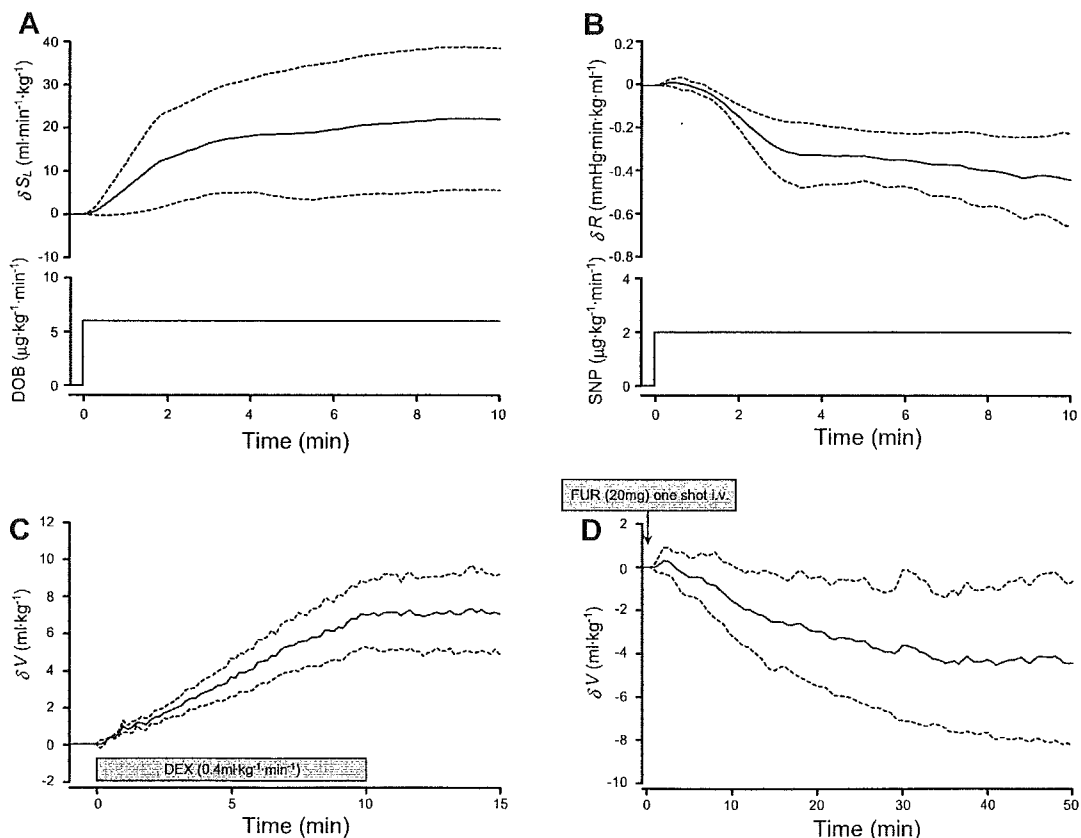 A
40
30
20
10
0
-10
δS_L (ml·min⁻¹·kg⁻¹)
10
5
0
DOB (μg·kg⁻¹·min⁻¹)
0 2 4 6 8 10
Time (min)
B
0.2
0
-0.2
-0.4
-0.6
-0.8
δR (mmHg·min·kg·ml⁻¹)
4
2
0
SNP (μg·kg⁻¹·min⁻¹)
0 2 4 6 8 10
Time (min)
C
12
10
8
6
4
2
0
-2
δV (ml·kg⁻¹)
DEX (0.4ml·kg⁻¹·min⁻¹)
0 5 10 15
Time (min)
FUR (20mg) one shot i.v.
D
2
0
-2
-4
-6
-8
-10
δV (ml·kg⁻¹)
0 10 20 30 40 50
Time (min)